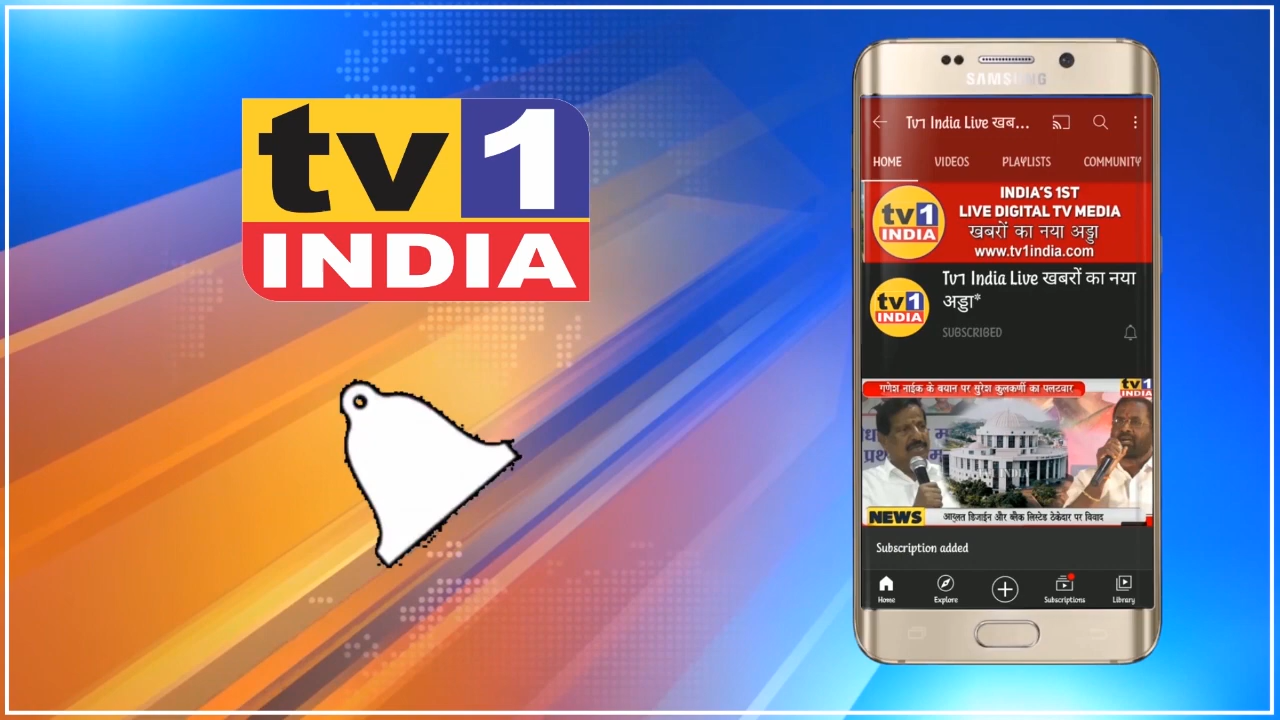 tv1
INDIA
SAMSUNG
Tv1 India Live खब...
HOME VIDEOS PLAYLISTS COMMUNITY
tv1
INDIA
INDIA'S 1ST
LIVE DIGITAL TV MEDIA
खबरों का नया अड्डा
www.tv1india.com
tv1
INDIA
Tv1 India Live खबरों का नया
अड्डा*
SUBSCRIBED
गणेश नाईक के बयान पर सुरेश कुलकर्णी का पलटवार
tv1
INDIA
NEWS
डिजाईन और ब्लैक लिस्टेड ठेकेदार पर विवाद
Subscription added
Home Explore Subscriptions Library